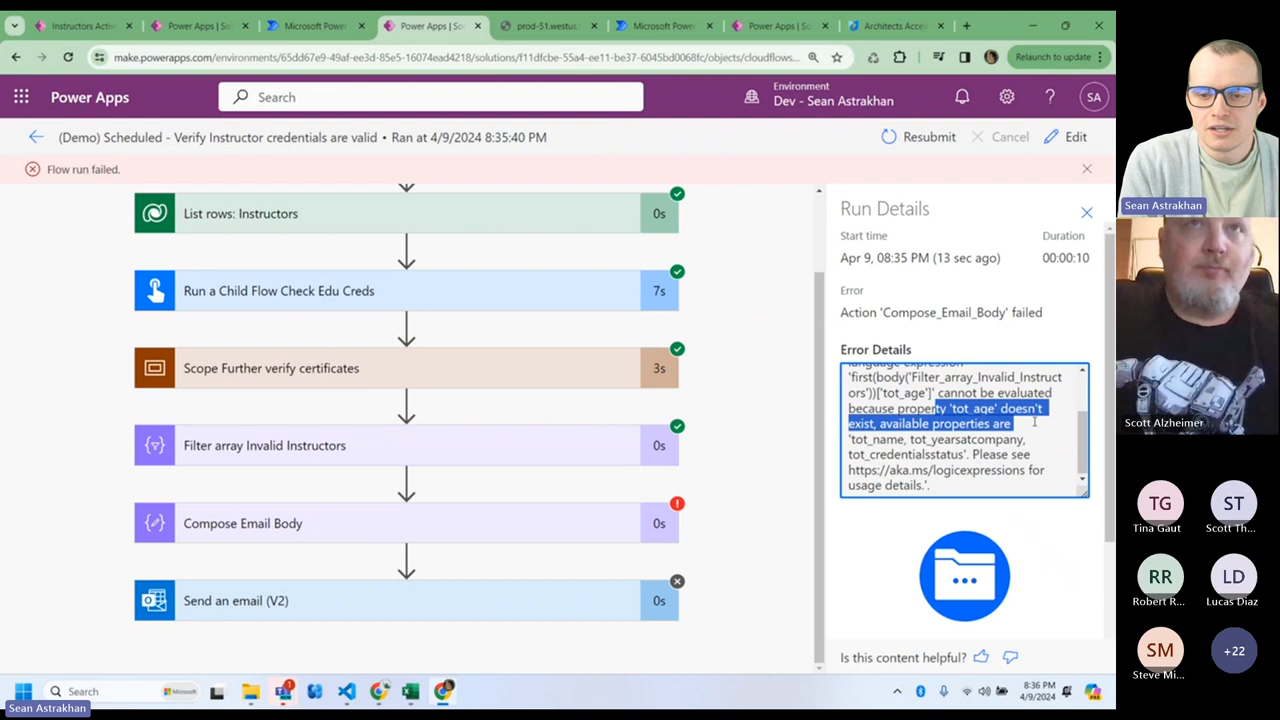 Instructors Activ
Power Apps | So
Microsoft Power
Power Apps | So
prod-51.westus.
Microsoft Power
Power Apps | So
Architects Acce
make.powerapps.com/environments/65dd67e9-49af-ee3d-85e5-16074ead4218/solutions/f11dfcbe-55a4-ee11-be37-6045bd0068fc/objects/cloudflows...
Relaunch to update
Power Apps
Search
Environment
Dev - Sean Astrakhan
SA
(Demo) Scheduled - Verify Instructor credentials are valid • Ran at 4/9/2024 8:35:40 PM
Resubmit
Cancel
Edit
Flow run failed.
List rows: Instructors
0s
Run a Child Flow Check Edu Creds
7s
Scope Further verify certificates
3s
Filter array Invalid Instructors
0s
Compose Email Body
0s
Send an email (V2)
0s
Run Details
Start time
Duration
Apr 9, 08:35 PM (13 sec ago)
00:00:10
Error
Action 'Compose_Email_Body' failed
Error Details
language expression
'first(body('Filter_array_Invalid_Instruct
ors'))['tot_age']' cannot be evaluated
because property 'tot_age' doesn't
exist, available properties are
'tot_name, tot_yearsatcompany,
tot_credentialsstatus'. Please see
https://aka.ms/logicexpressions for
usage details.'.
Is this content helpful?
Search
Microsoft
1
8:36 PM
4/9/2024
Sean Astrakhan
Sean Astrakhan
Scott Alzheimer
TG
Tina Gaut
ST
Scott Th...
RR
Robert R...
LD
Lucas Diaz
SM
Steve Mi...
+22